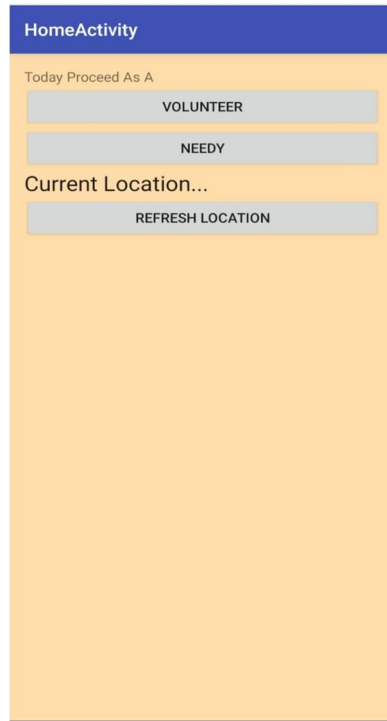 HomeActivity
Today Proceed As A
VOLUNTEER
NEEDY
Current Location...
REFRESH LOCATION